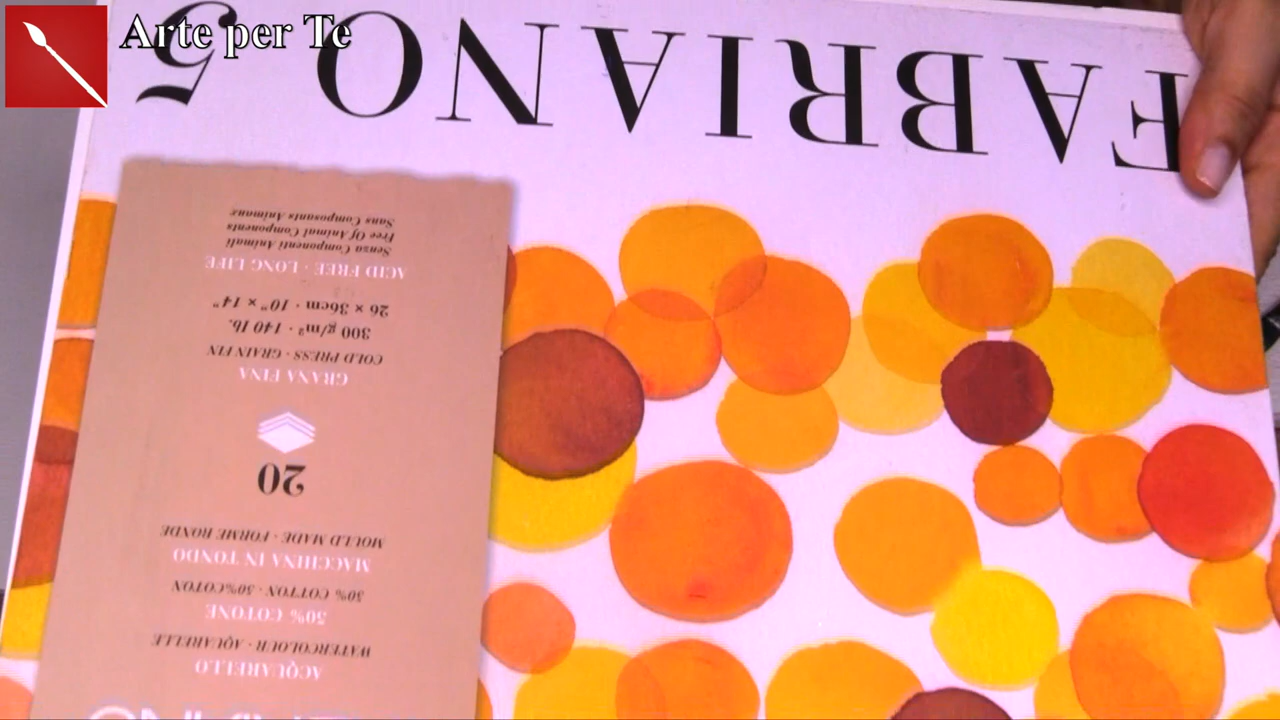 Arte per Te
FABRIANO 5
ACQUARELLO
WATERCOLOUR · AQUARELLE
50% COTONE
50% COTTON · 50%COTON
MACCHINA IN TONDO
MOULD MADE · FORME RONDE
20
GRANA FINA
COLD PRESS · GRAIN FIN
300 g/m² · 140 lb.
26 × 36cm · 10" × 14"
ACID FREE · LONG LIFE
Senza Componenti Animali
Free Of Animal Components
Sans Composants Animaux